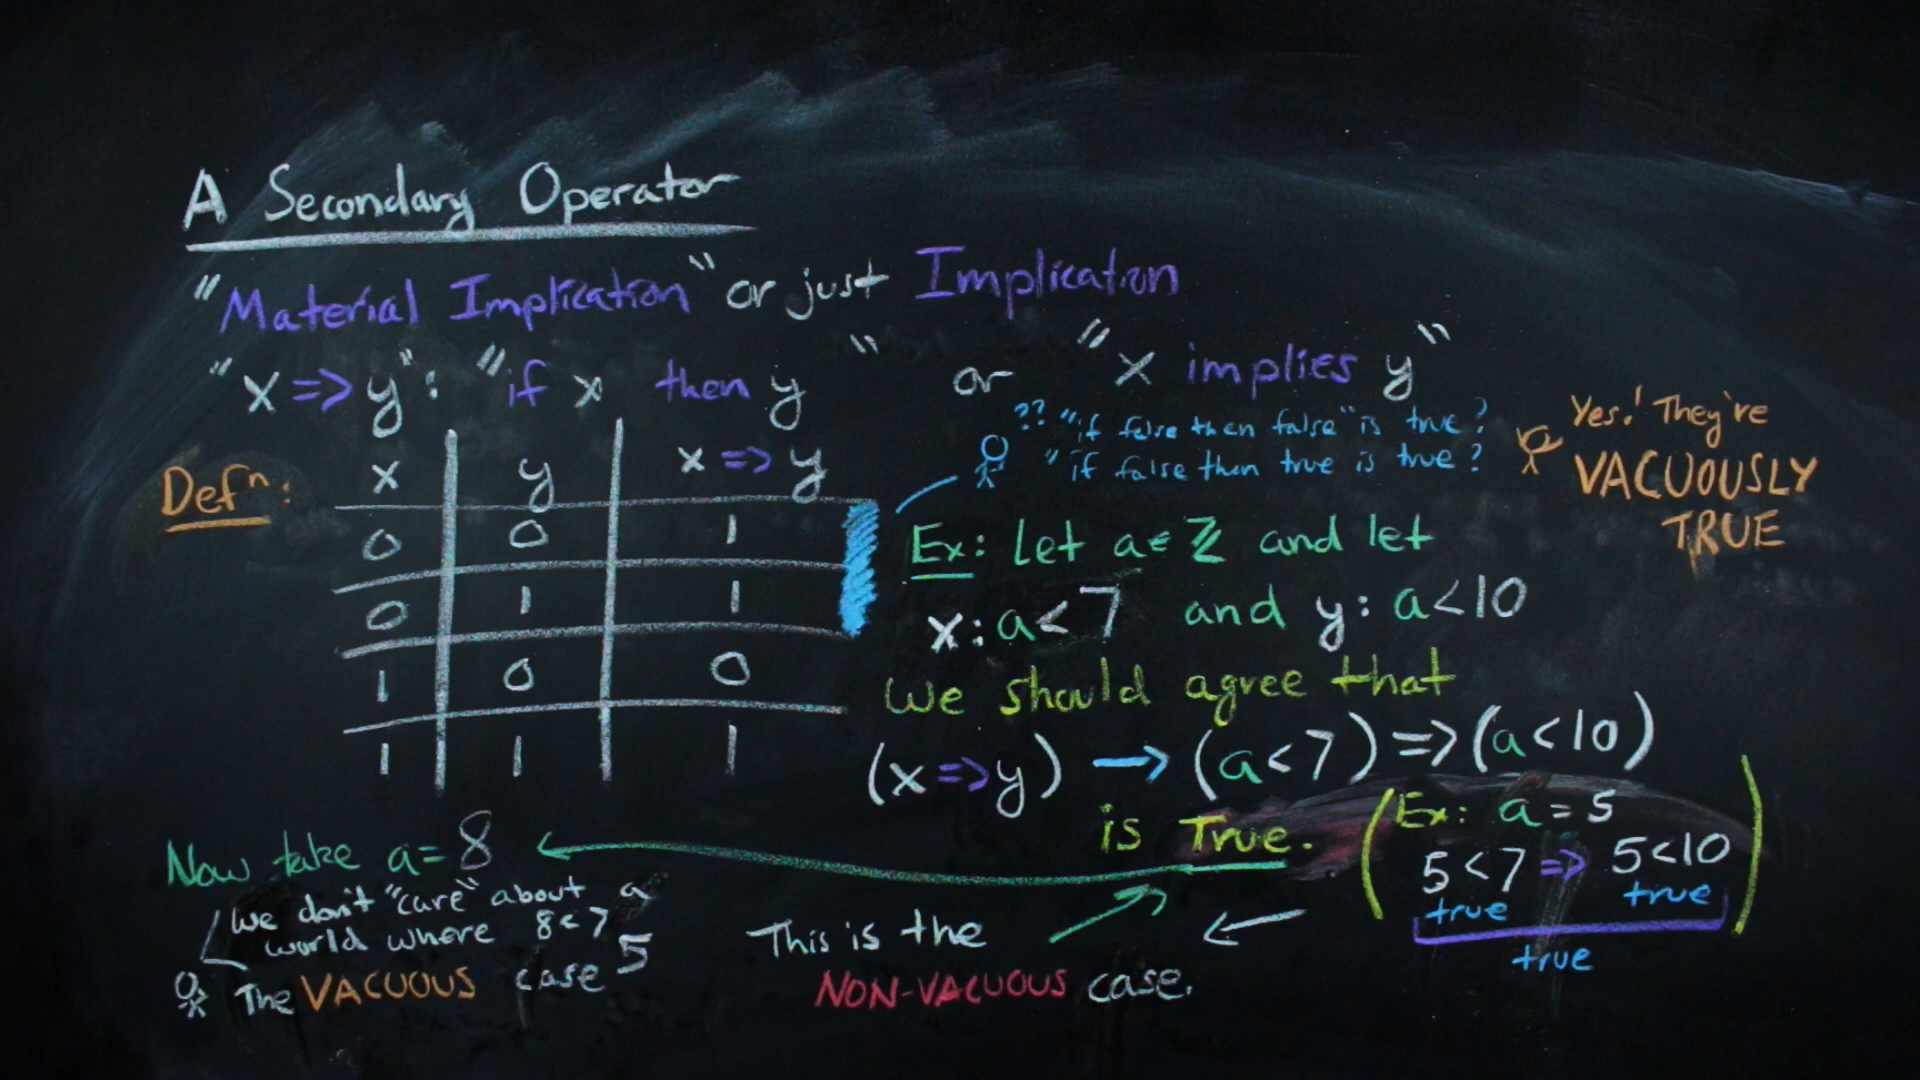 A Secondary Operator
"Material Implication" or just Implication
"x => y": "if x then y" or "x implies y"
?? "if false then false" is true?
"if false then true is true?
Yes! They're
VACUOUSLY
TRUE
Defⁿ:
x y x => y
0 0 1
0 1 1
1 0 0
1 1 1
Ex: Let a ∈ ℤ and let
x: a<7 and y: a<10
We should agree that
(x=>y) → (a<7) => (a<10)
is True.
(Ex: a = 5
5<7 => 5<10)
true true
true
Now take a = 8
We don't "care" about a
world where 8<7
5
The VACUOUS case
This is the
NON-VACUOUS case.